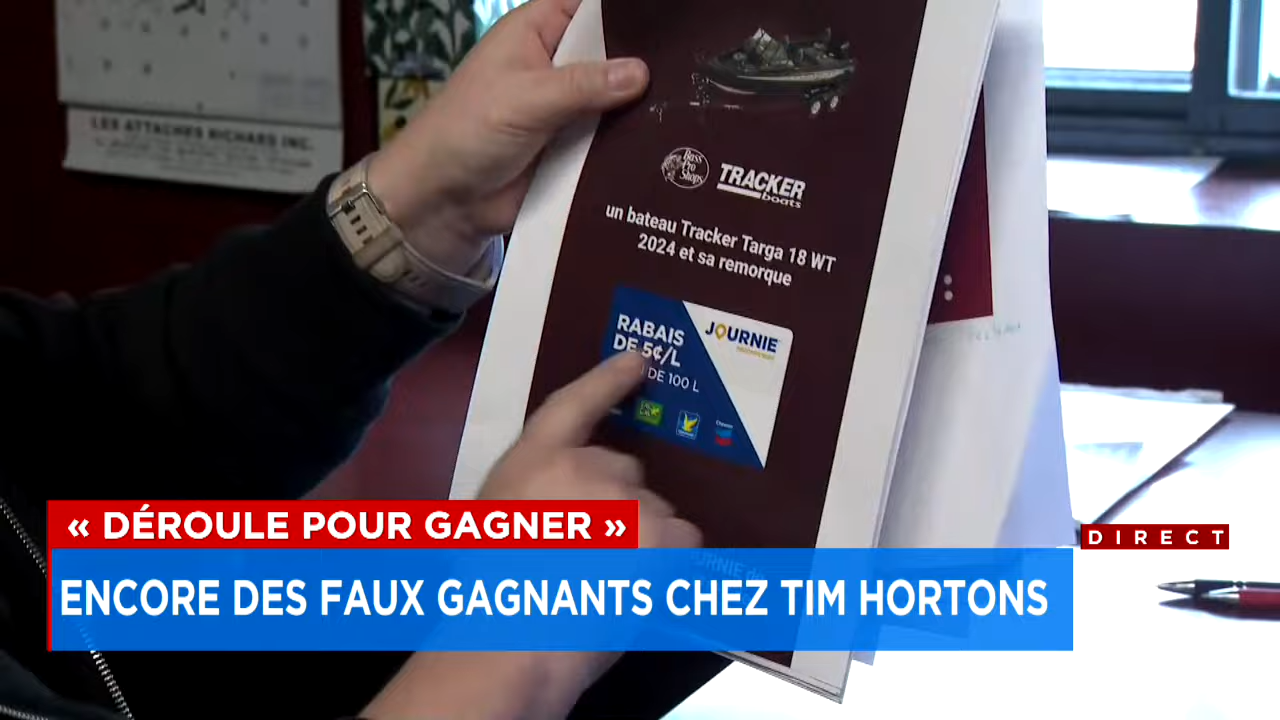 LES ATTACHES RICHARD INC.
Bass
Pro
Shops
TRACKER
boats
un bateau Tracker Targa 18 WT
2024 et sa remorque
RABAIS
DE 5¢/L
DE 100 L
JOURNIE
Chevron
« DÉROULE POUR GAGNER »
DIRECT
ENCORE DES FAUX GAGNANTS CHEZ TIM HORTONS